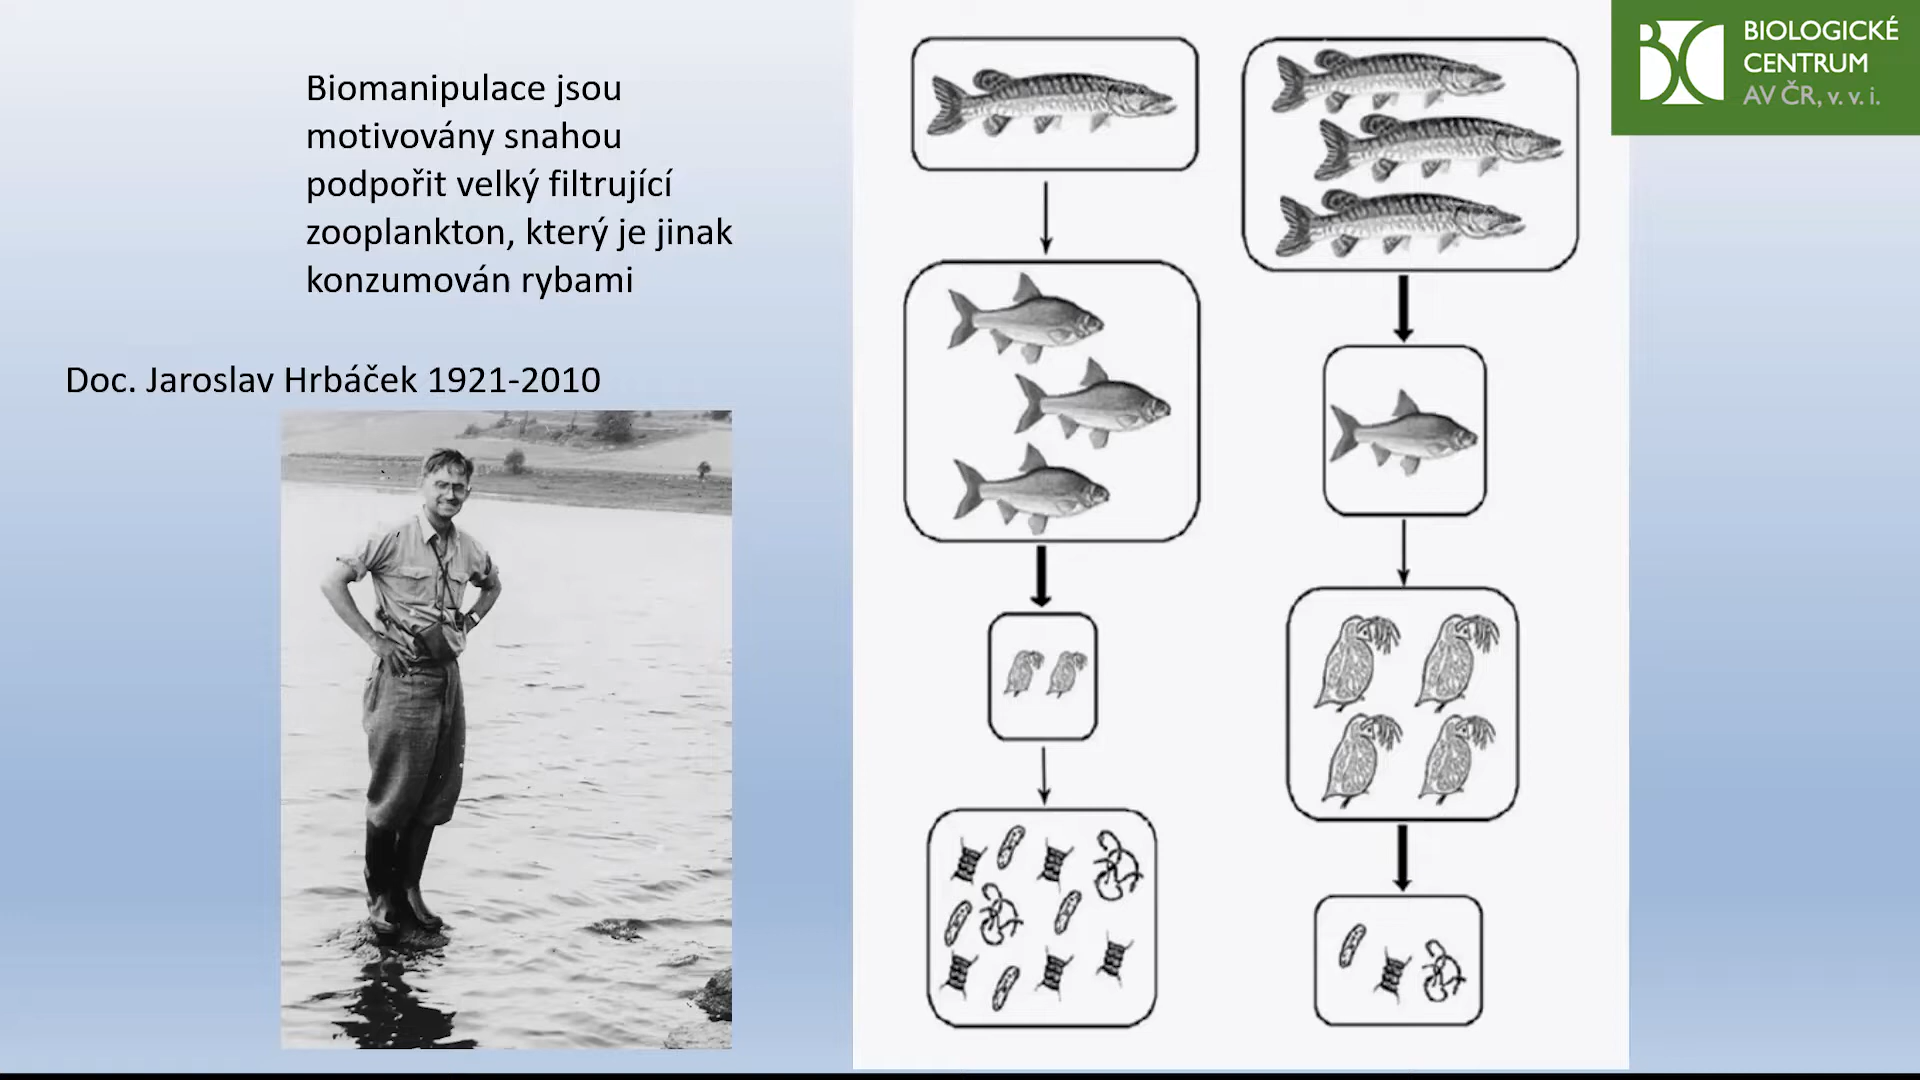 Biomanipulace jsou
motivovány snahou
podpořit velký filtrující
zooplankton, který je jinak
konzumován rybami
Doc. Jaroslav Hrbáček 1921-2010
BIOLOGICKÉ
CENTRUM
AV ČR, v. v. i.